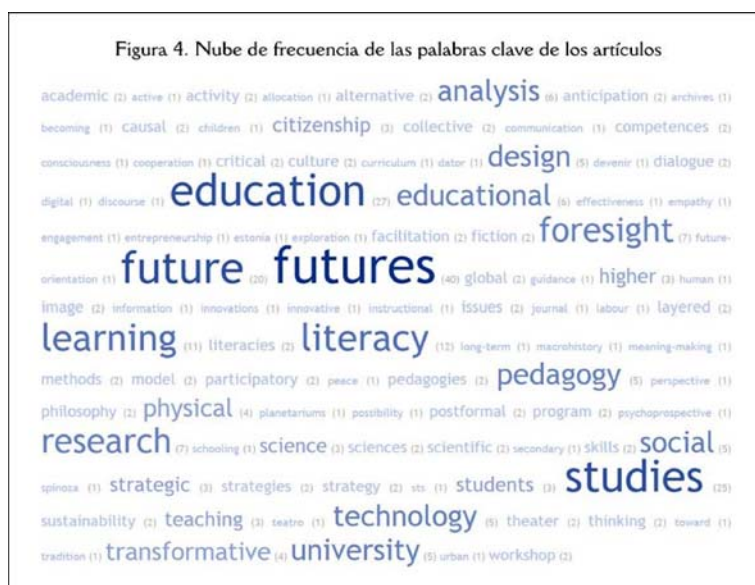 Figura 4. Nube de frecuencia de las palabras clave de los artículos
academic (2) active (1) activity (2) allocation (1) alternative (2) analysis (6) anticipation (2) archives (1)
becoming (1) causal (2) children (1) citizenship (3) collective (2) communication (1) competences (2)
consciousness (1) cooperation (1) critical (2) culture (2) curriculum (1) dator (1) design (5) devenir (1) dialogue (2)
digital (1) discourse (1) education (27) educational (6) effectiveness (1) empathy (1)
engagement (1) entrepreneurship (1) estonia (1) exploration (1) facilitation (2) fiction (2) foresight (7) future-
orientation (1) future (20) futures (40) global (2) guidance (1) higher (3) human (1)
image (2) information (1) innovations (1) innovative (1) instructional (1) issues (2) journal (1) labour (1) layered (2)
learning (11) literacies (2) literacy (12) long-term (1) macrohistory (1) meaning-making (1)
methods (2) model (2) participatory (2) peace (1) pedagogies (2) pedagogy (5) perspective (1)
philosophy (2) physical (4) planetariums (1) possibility (1) postformal (2) program (2) psychoprospective (1)
research (7) schooling (1) science (3) sciences (2) scientific (2) secondary (1) skills (2) social (5)
spinoza (1) strategic (3) strategies (2) strategy (2) sts (1) students (3) studies (25)
sustainability (2) teaching (3) teatro (1) technology (5) theater (2) thinking (2) toward (1)
tradition (1) transformative (4) university (5) urban (1) workshop (2)